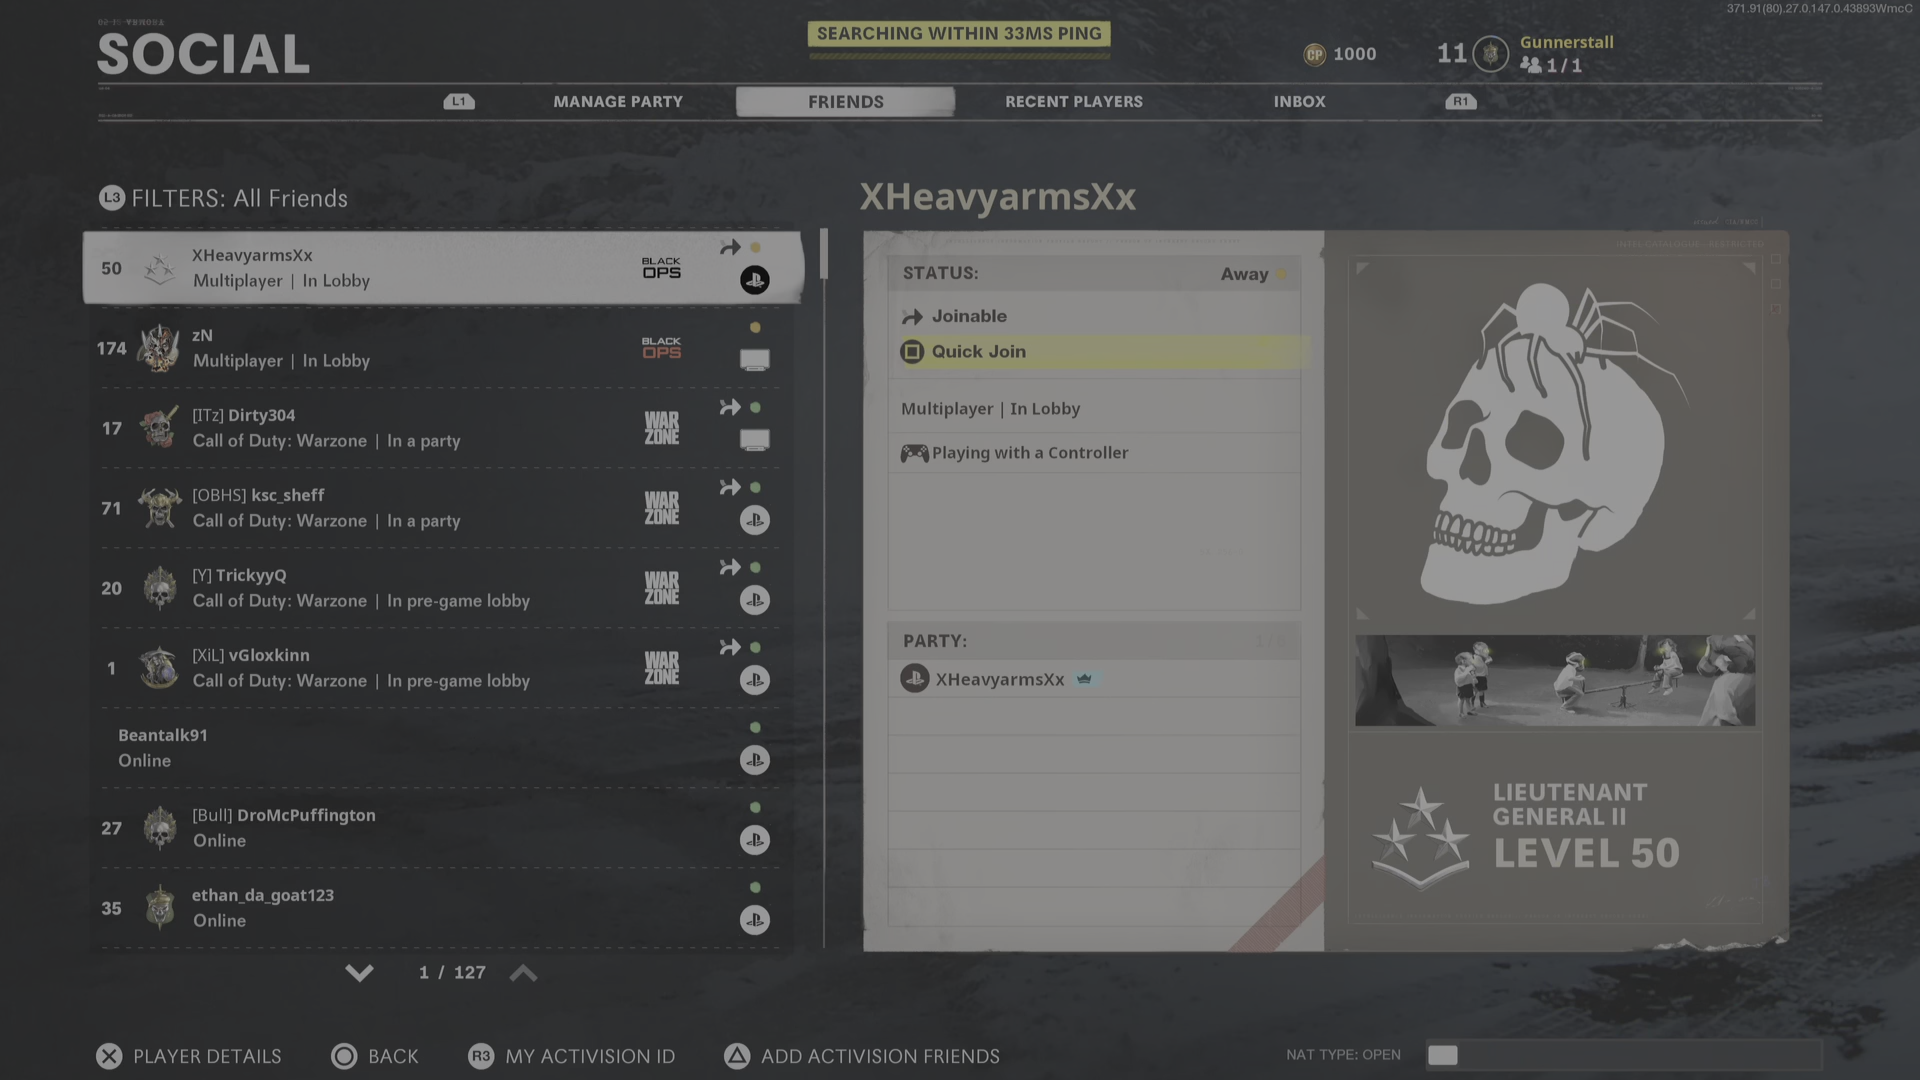 371.91(80).27.0.147.0.43893WmcC
SOCIAL
SEARCHING WITHIN 33MS PING
CP 1000
11
Gunnerstall
1/1
L1
MANAGE PARTY
FRIENDS
RECENT PLAYERS
INBOX
R1
L3 FILTERS: All Friends
50
XHeavyarmsXx
Multiplayer | In Lobby
BLACK OPS
174
zN
Multiplayer | In Lobby
BLACK OPS
17
[ITz] Dirty304
Call of Duty: Warzone | In a party
WAR ZONE
71
[OBHS] ksc_sheff
Call of Duty: Warzone | In a party
WAR ZONE
20
[Y] TrickyyQ
Call of Duty: Warzone | In pre-game lobby
WAR ZONE
1
[XiL] vGloxkinn
Call of Duty: Warzone | In pre-game lobby
WAR ZONE
Beantalk91
Online
27
[Bull] DroMcPuffington
Online
35
ethan_da_goat123
Online
1 / 127
XHeavyarmsXx
STATUS:
Away
Joinable
Quick Join
Multiplayer | In Lobby
Playing with a Controller
PARTY:
XHeavyarmsXx
INTEL CATALOGUE - RESTRICTED
LIEUTENANT
GENERAL II
LEVEL 50
PLAYER DETAILS
BACK
R3 MY ACTIVISION ID
ADD ACTIVISION FRIENDS
NAT TYPE: OPEN